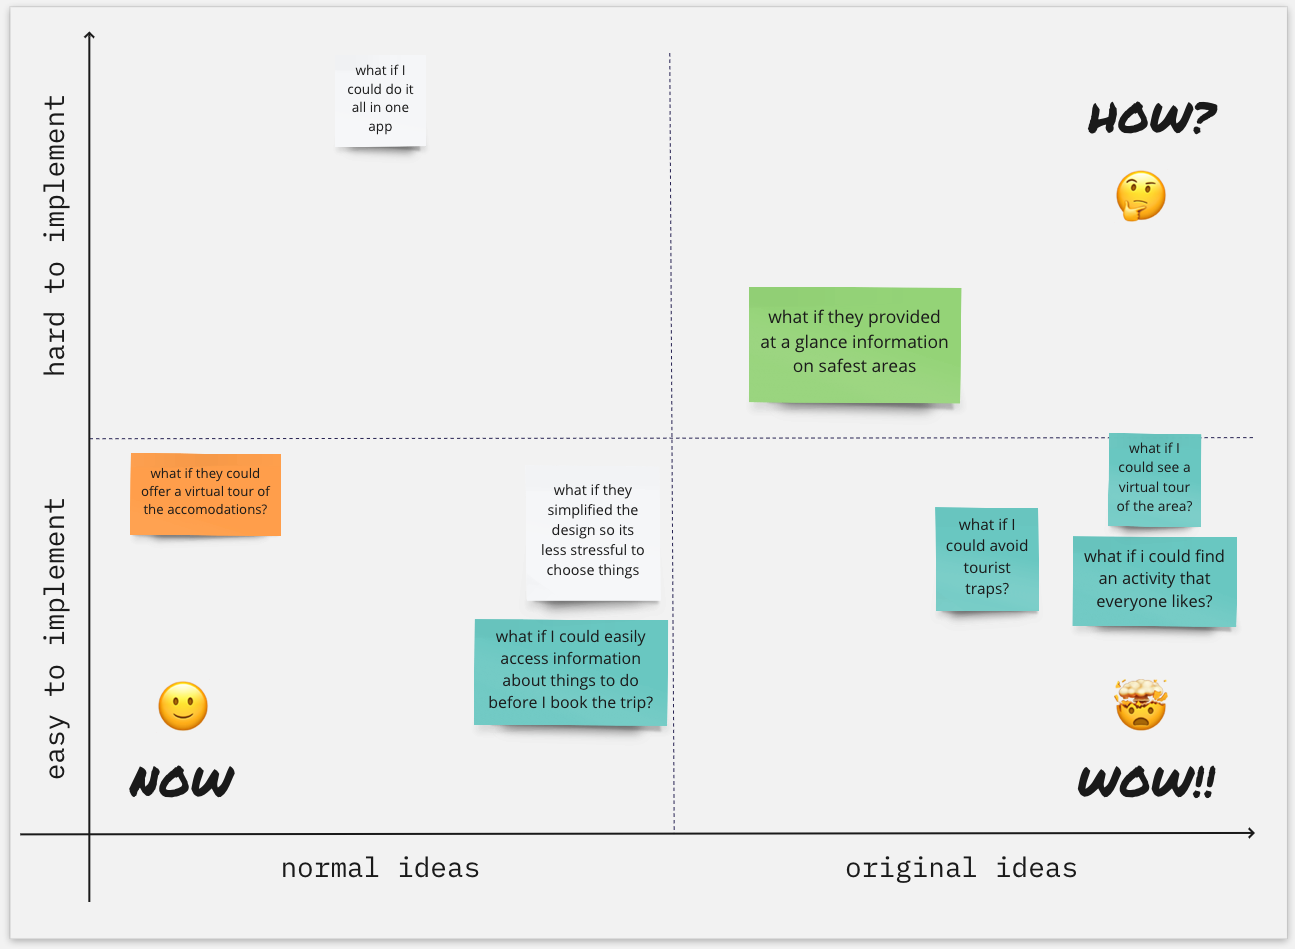 hard to implement
what if I
could do it
all in one
app
HOW?
what if they provided
at a glance information
on safest areas
easy to implement
what if they could
offer a virtual tour of
the accomodations?
what if they
simplified the
design so its
less stressful to
choose things
what if I could easily
access information
about things to do
before I book the trip?
what if I
could avoid
tourist
traps?
what if I
could see a
virtual tour
of the area?
what if i could find
an activity that
everyone likes?
NOW
WOW!!
normal ideas
original ideas